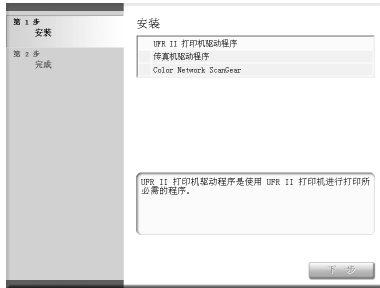 第 1 步
安装
第 2 步
完成
安装
UFR II 打印机驱动程序
传真机驱动程序
Color Network ScanGear
UFR II 打印机驱动程序是使用 UFR II 打印机进行打印所
必需的程序。
下 步